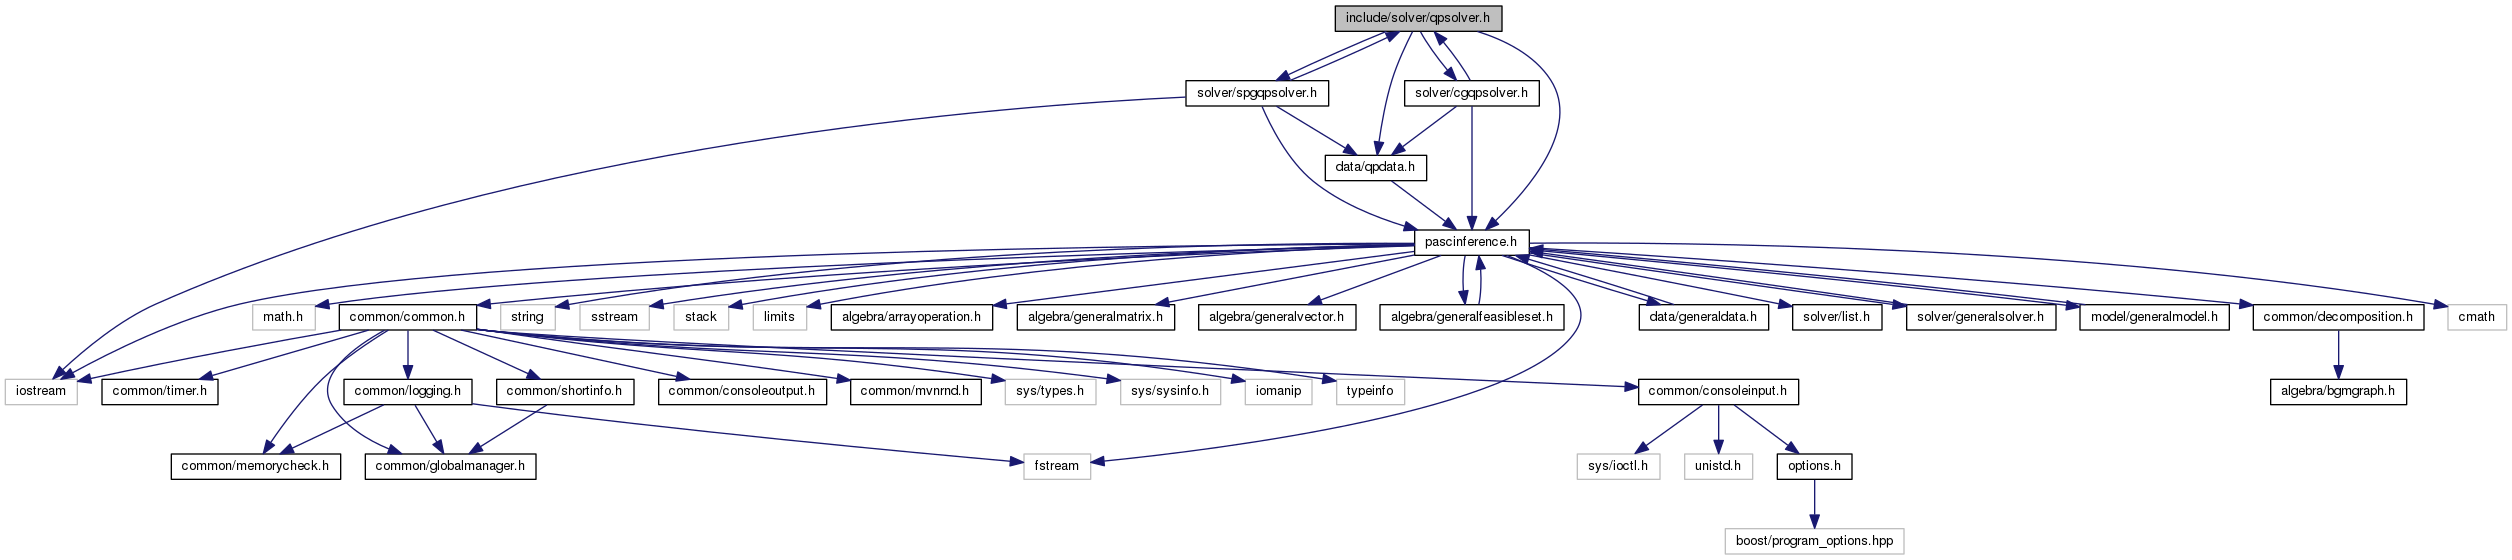 include/solver/qpsolver.h
solver/spgqpsolver.h
solver/cgqpsolver.h
data/qpdata.h
pascinference.h
math.h
common/common.h
string
sstream
stack
limits
algebra/arrayoperation.h
algebra/generalmatrix.h
algebra/generalvector.h
algebra/generalfeasibleset.h
data/generaldata.h
solver/list.h
solver/generalsolver.h
model/generalmodel.h
common/decomposition.h
cmath
iostream
common/timer.h
common/logging.h
common/shortinfo.h
common/consoleoutput.h
common/mvnrnd.h
sys/types.h
sys/sysinfo.h
iomanip
typeinfo
common/consoleinput.h
algebra/bgmgraph.h
common/memorycheck.h
common/globalmanager.h
fstream
sys/ioctl.h
unistd.h
options.h
boost/program_options.hpp